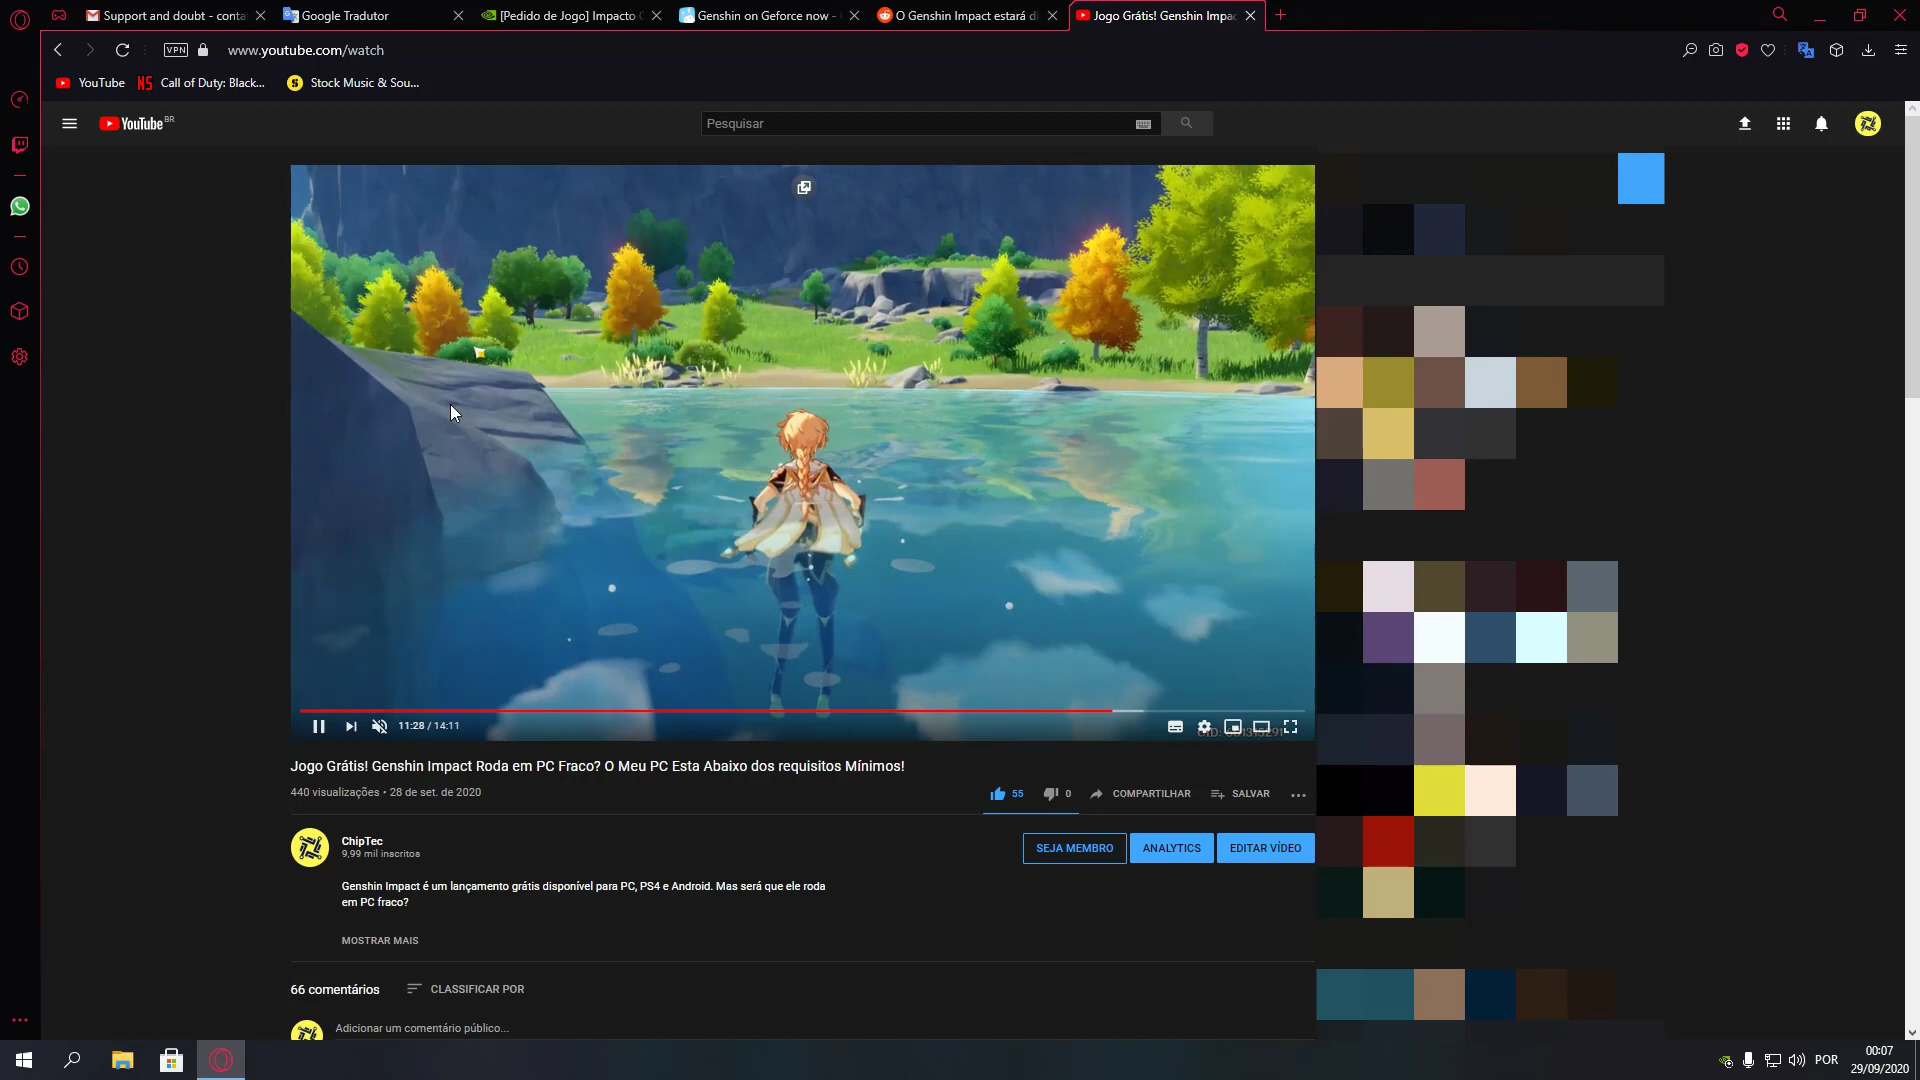 Support and doubt - conta
Google Tradutor
[Pedido de Jogo] Impacto
Genshin on Geforce now -
O Genshin Impact estará d
Jogo Grátis! Genshin Impac
VPN
www.youtube.com/watch
YouTube
Call of Duty: Black...
Stock Music & Sou...
YouTube BR
Pesquisar
11:28 / 14:11
Jogo Grátis! Genshin Impact Roda em PC Fraco? O Meu PC Esta Abaixo dos requisitos Mínimos!
440 visualizações • 28 de set. de 2020
55
0
COMPARTILHAR
SALVAR
ChipTec
9,99 mil inscritos
SEJA MEMBRO
ANALYTICS
EDITAR VÍDEO
Genshin Impact é um lançamento grátis disponível para PC, PS4 e Android. Mas será que ele roda
em PC fraco?
MOSTRAR MAIS
66 comentários
CLASSIFICAR POR
Adicionar um comentário público...
POR
00:07
29/09/2020